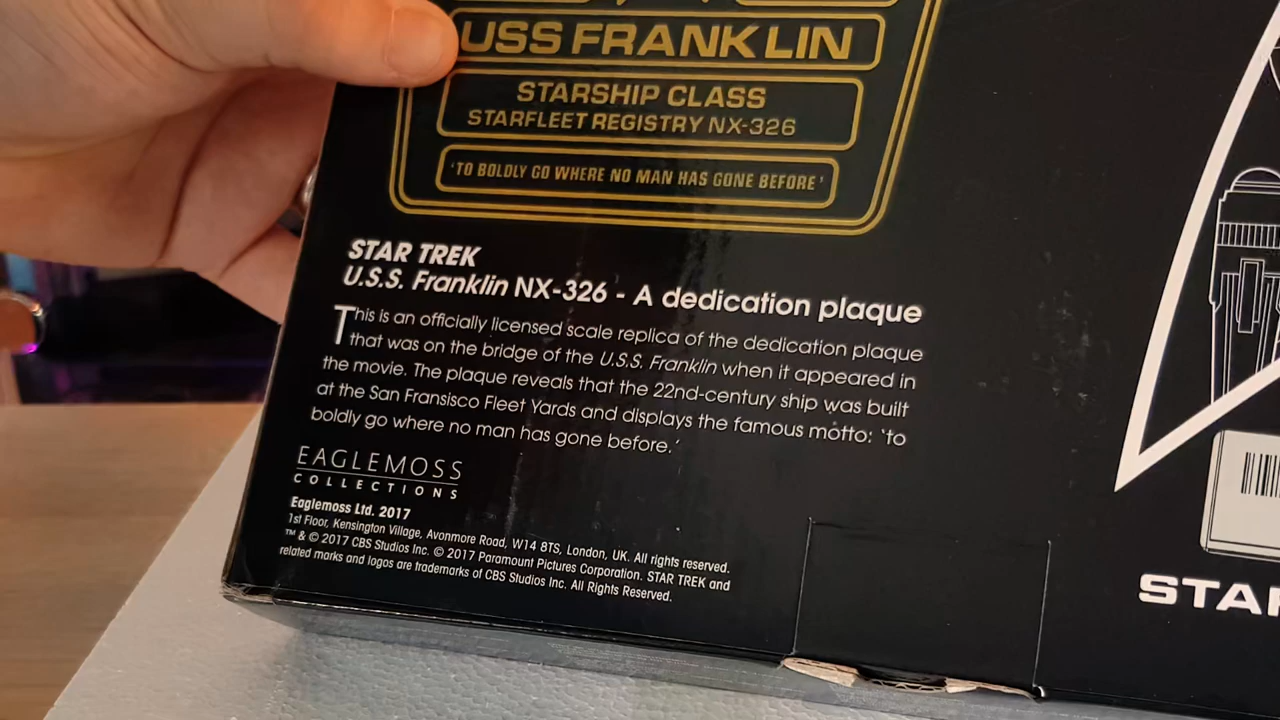 USS FRANKLIN
STARSHIP CLASS
STARFLEET REGISTRY NX-326
'TO BOLDLY GO WHERE NO MAN HAS GONE BEFORE'
STAR TREK
U.S.S. Franklin NX-326 - A dedication plaque
This is an officially licensed scale replica of the dedication plaque
that was on the bridge of the U.S.S. Franklin when it appeared in
the movie. The plaque reveals that the 22nd-century ship was built
at the San Fransisco Fleet Yards and displays the famous motto: 'to
boldly go where no man has gone before.'
EAGLEMOSS
COLLECTIONS
Eaglemoss Ltd. 2017
1st Floor, Kensington Village, Avonmore Road, W14 8TS, London, UK. All rights reserved.
™ & © 2017 CBS Studios Inc. © 2017 Paramount Pictures Corporation. STAR TREK and
related marks and logos are trademarks of CBS Studios Inc. All Rights Reserved.